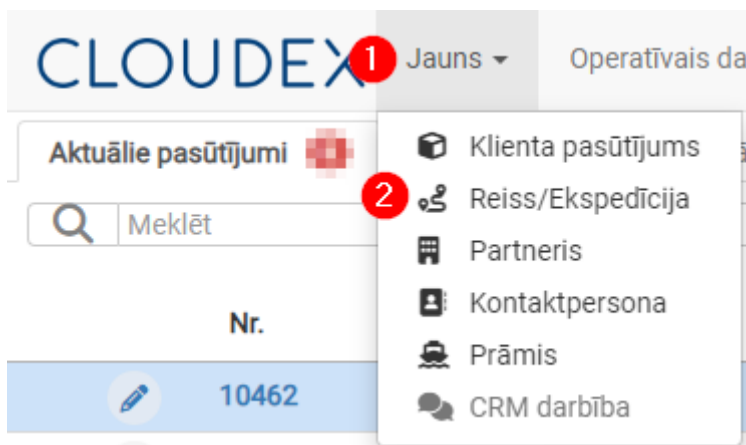 CLOUDEX 1 Jauns Operatīvais da
Aktuālie pasūtījumi
Klienta pasūtījums
2 Reiss/Ekspedīcija
Meklēt
Partneris
Kontaktpersona
Nr.
Prāmis
10462
CRM darbība